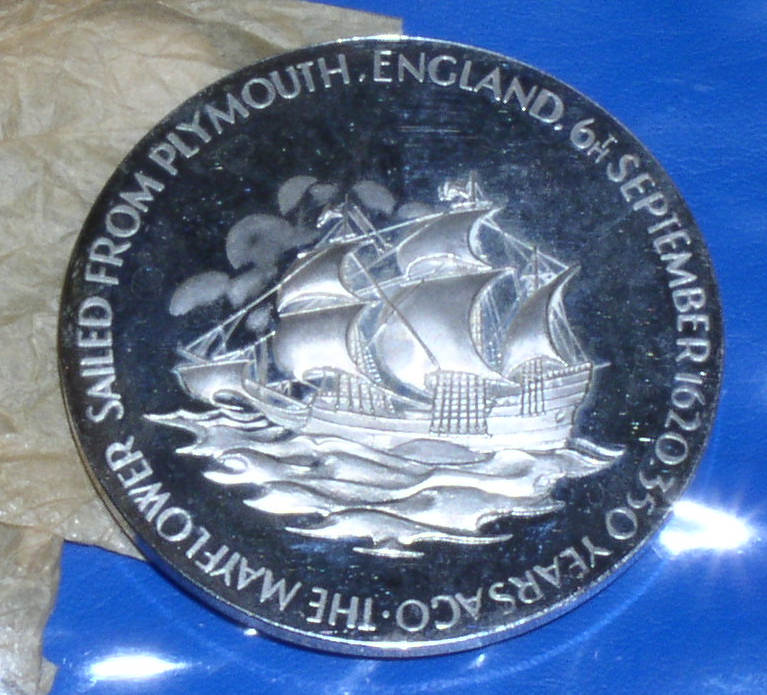 THE MAYFLOWER SAILED FROM PLYMOUTH, ENGLAND. 6TH SEPTEMBER 1620·350 YEARS AGO·